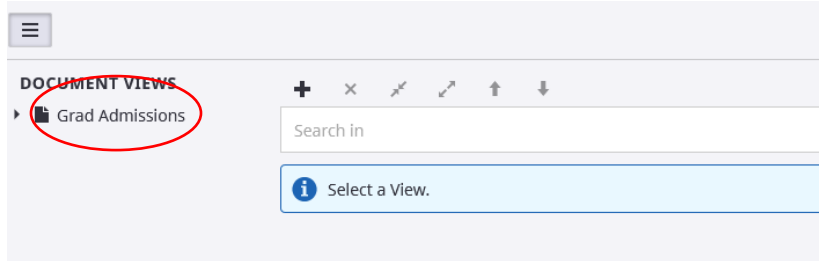 DOCUMENT VIEWS
Grad Admissions
Search in
Select a View.